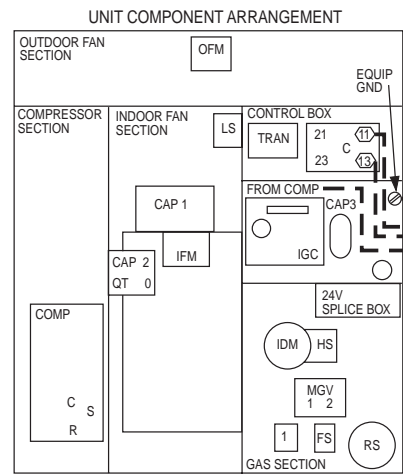 UNIT COMPONENT ARRANGEMENT
OUTDOOR FAN
SECTION
OFM
EQUIP
GND
COMPRESSOR
SECTION
INDOOR FAN
SECTION
LS
CONTROL BOX
TRAN
21
11
C
23
13
FROM COMP
CAP3
IGC
CAP 1
IFM
CAP 2
QT 0
COMP
C
S
R
24V
SPLICE BOX
IDM
HS
MGV
1 2
1
FS
RS
GAS SECTION